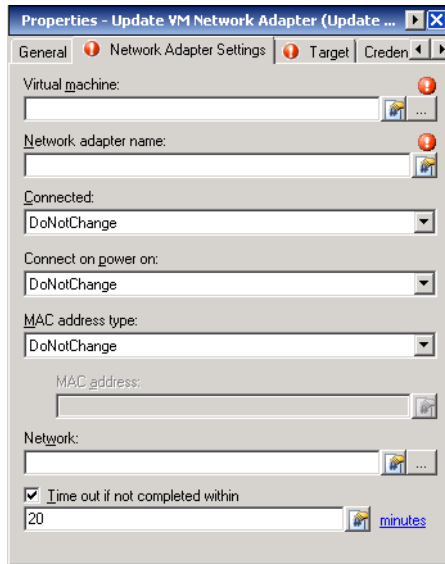 Properties - Update VM Network Adapter (Update ...
General Network Adapter Settings Target Creden
Virtual machine:
...
Network adapter name:
Connected:
DoNotChange
Connect on power on:
DoNotChange
MAC address type:
DoNotChange
MAC address:
Network:
...
Time out if not completed within
20 minutes